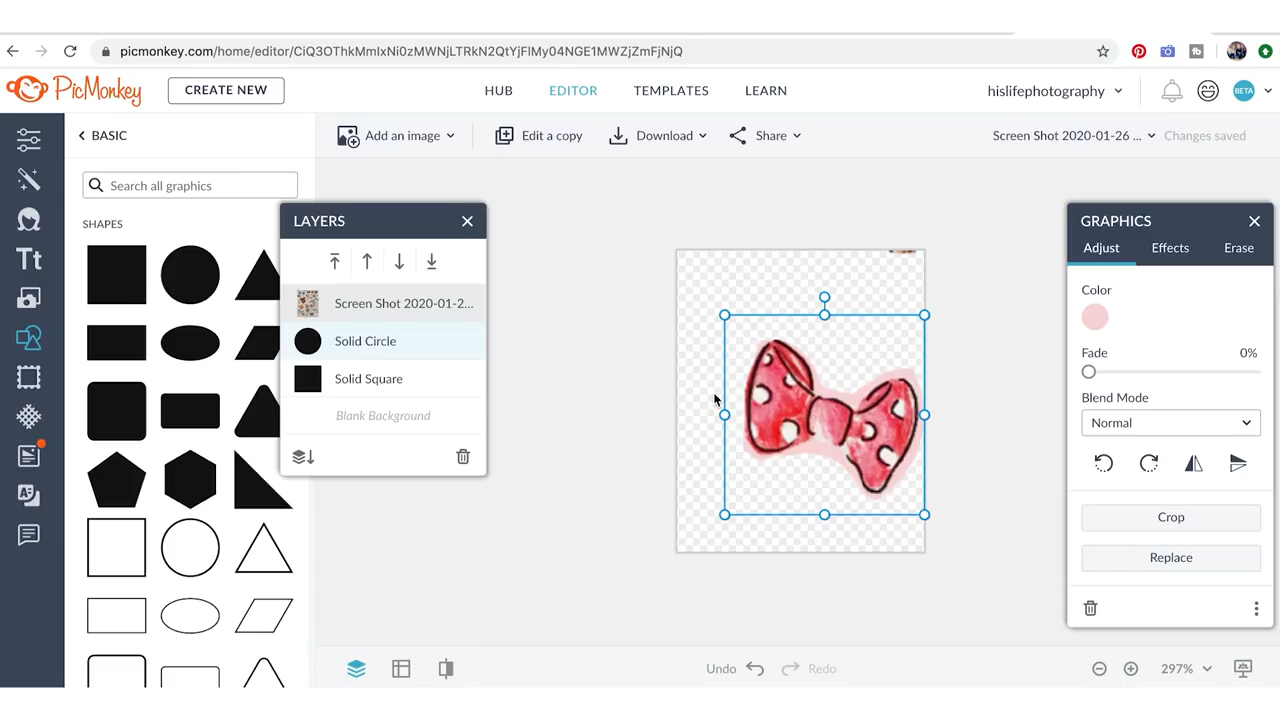 picmonkey.com/home/editor/CiQ3OThkMmIxNi0zMWNjLTRkN2QtYjFlMy04NGE1MWZjZmFjNjQ
PicMonkey
CREATE NEW
HUB
EDITOR
TEMPLATES
LEARN
hislifephotography
BETA
BASIC
Add an image
Edit a copy
Download
Share
Screen Shot 2020-01-26 ...
Changes saved
Search all graphics
SHAPES
LAYERS
Screen Shot 2020-01-2...
Solid Circle
Solid Square
Blank Background
GRAPHICS
Adjust
Effects
Erase
Color
Fade
0%
Blend Mode
Normal
Crop
Replace
Tt
Undo
Redo
297%